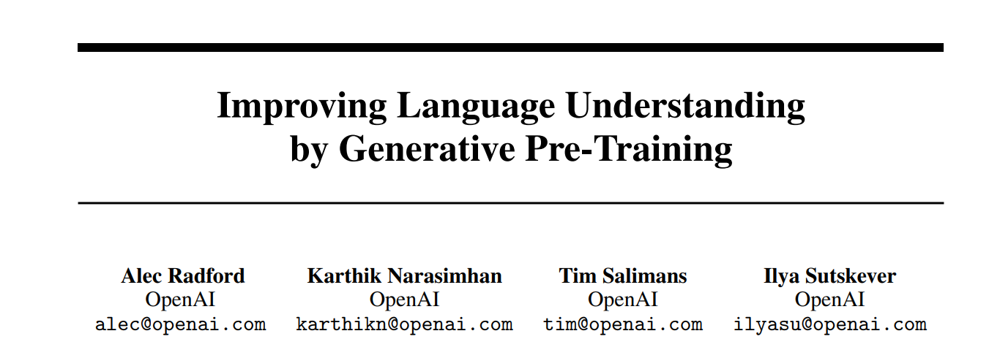 Improving Language Understanding
by Generative Pre-Training
Alec Radford
OpenAI
alec@openai.com
Karthik Narasimhan
OpenAI
karthikn@openai.com
Tim Salimans
OpenAI
tim@openai.com
Ilya Sutskever
OpenAI
ilyasu@openai.com